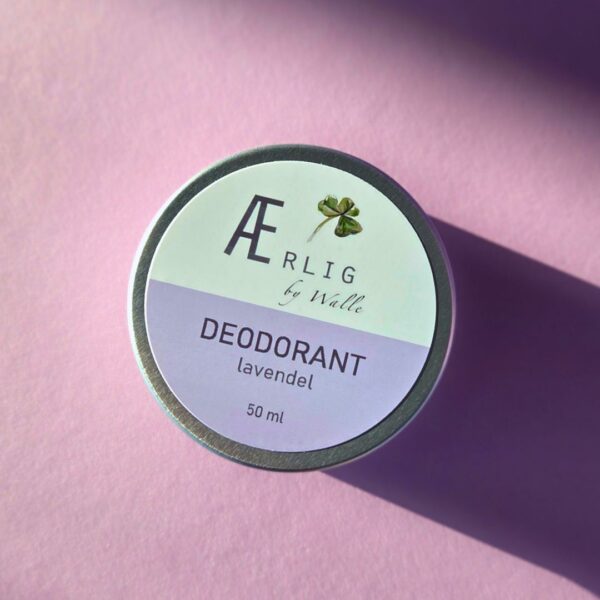 ÆRLIG
by Walle
DEODORANT
lavendel
50 ml